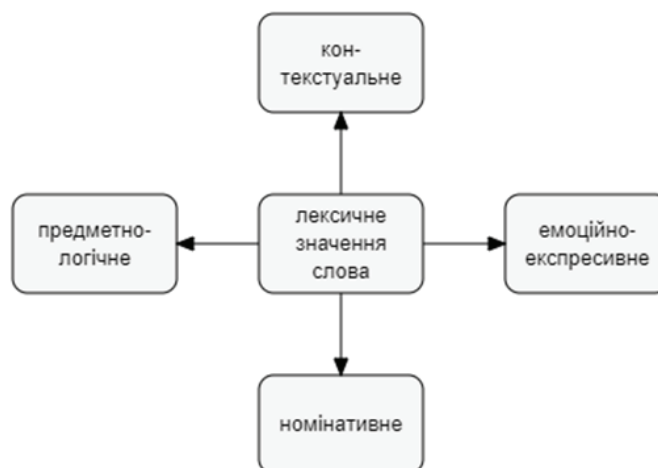 кон-
текстуальне
предметно-
логічне
лексичне
значення
слова
емоційно-
експресивне
номінативне